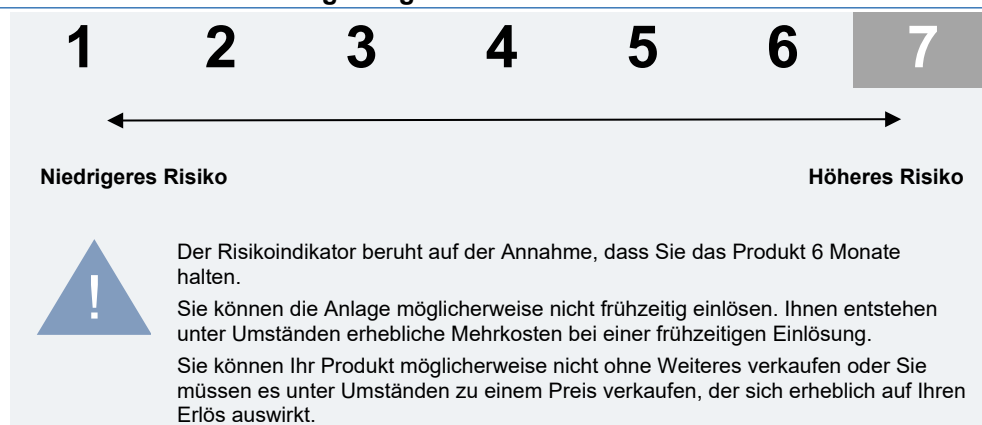 1 2 3 4 5 6 7
Niedrigeres Risiko Höheres Risiko
!
Der Risikoindikator beruht auf der Annahme, dass Sie das Produkt 6 Monate
halten.
Sie können die Anlage möglicherweise nicht frühzeitig einlösen. Ihnen entstehen
unter Umständen erhebliche Mehrkosten bei einer frühzeitigen Einlösung.
Sie können Ihr Produkt möglicherweise nicht ohne Weiteres verkaufen oder Sie
müssen es unter Umständen zu einem Preis verkaufen, der sich erheblich auf Ihren
Erlös auswirkt.